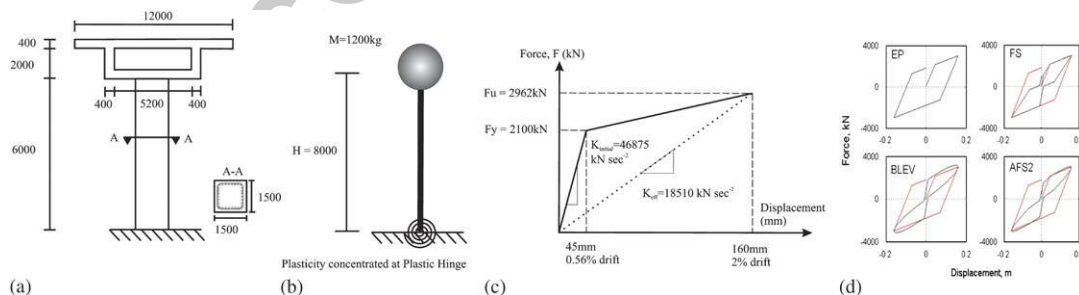 (a)
12000
400
2000
400
5200
400
6000
A
A
A-A
1500
1500
(b)
M=1200kg
H = 8000
Plasticity concentrated at Plastic Hinge
(c)
Force, F (kN)
Fu = 2962kN
Fy = 2100kN
Kinitial=46875
kN sec-2
Keff=18510 kN sec-2
Displacement
(mm)
45mm
0.56% drift
160mm
2% drift
(d)
Force, kN
4000
0
-4000
EP
-0.2
0
0.2
4000
0
-4000
FS
-0.2
0
0.2
4000
0
-4000
BLEV
-0.2
0
0.2
4000
0
-4000
AFS2
-0.2
0
0.2
Displacement, m